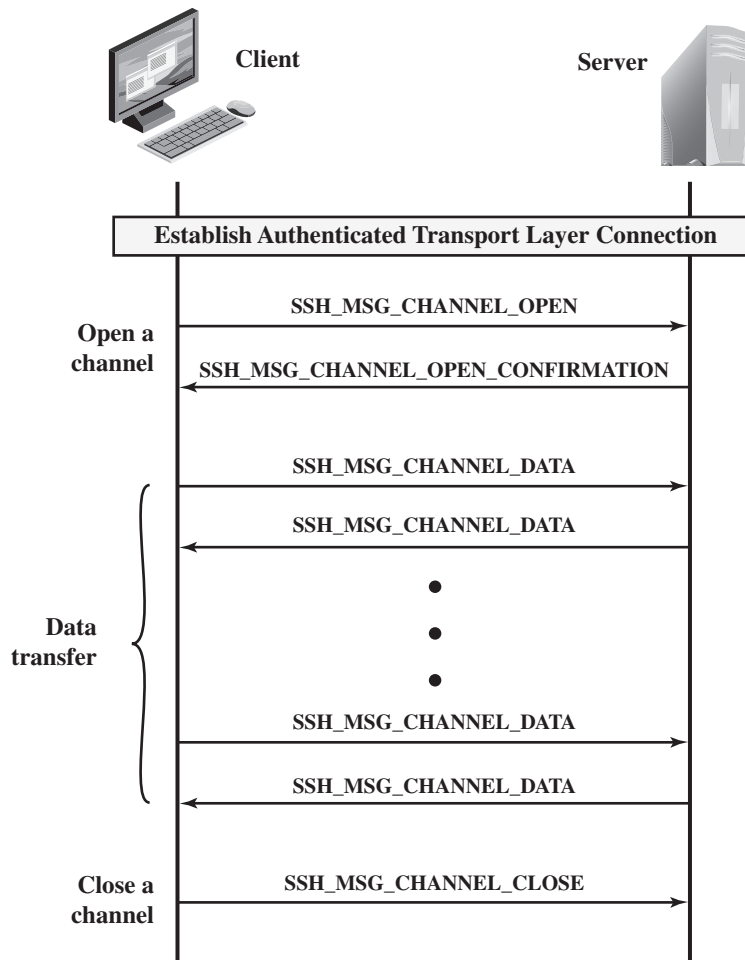 Client
Server
Establish Authenticated Transport Layer Connection
SSH_MSG_CHANNEL_OPEN
Open a
channel
SSH_MSG_CHANNEL_OPEN_CONFIRMATION
SSH_MSG_CHANNEL_DATA
SSH_MSG_CHANNEL_DATA
Data
transfer
SSH_MSG_CHANNEL_DATA
SSH_MSG_CHANNEL_DATA
Close a
channel
SSH_MSG_CHANNEL_CLOSE